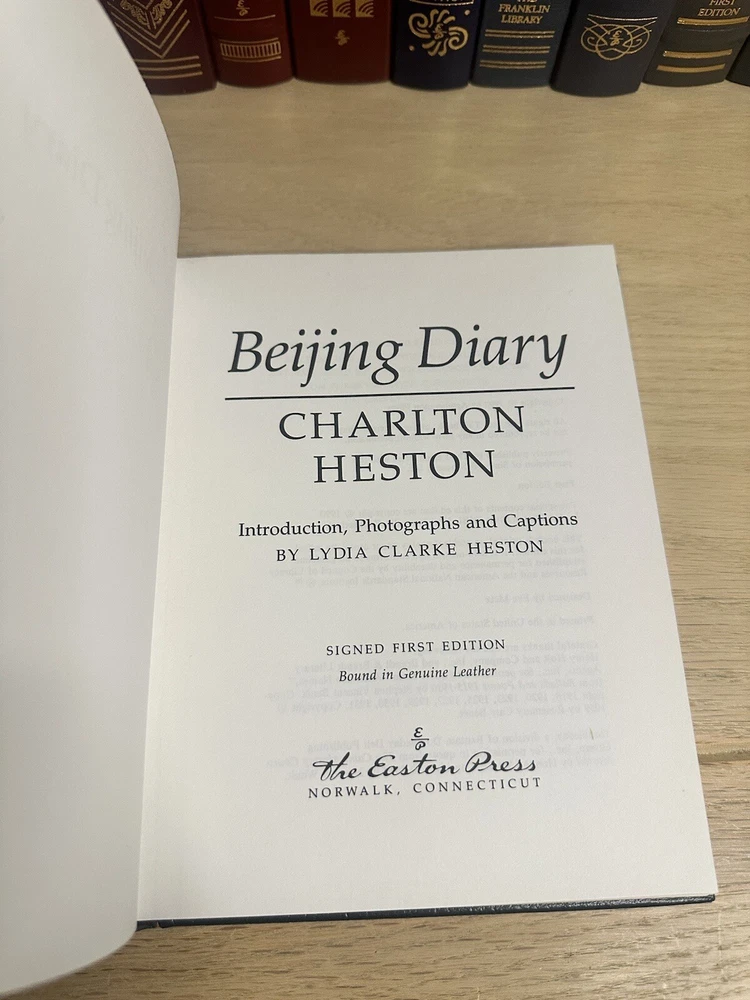 THE
FRANKLIN
LIBRARY
FIRST
EDITION
Beijing Diary
CHARLTON
HESTON
Introduction, Photographs and Captions
BY LYDIA CLARKE HESTON
SIGNED FIRST EDITION
Bound in Genuine Leather
The Easton Press
NORWALK, CONNECTICUT